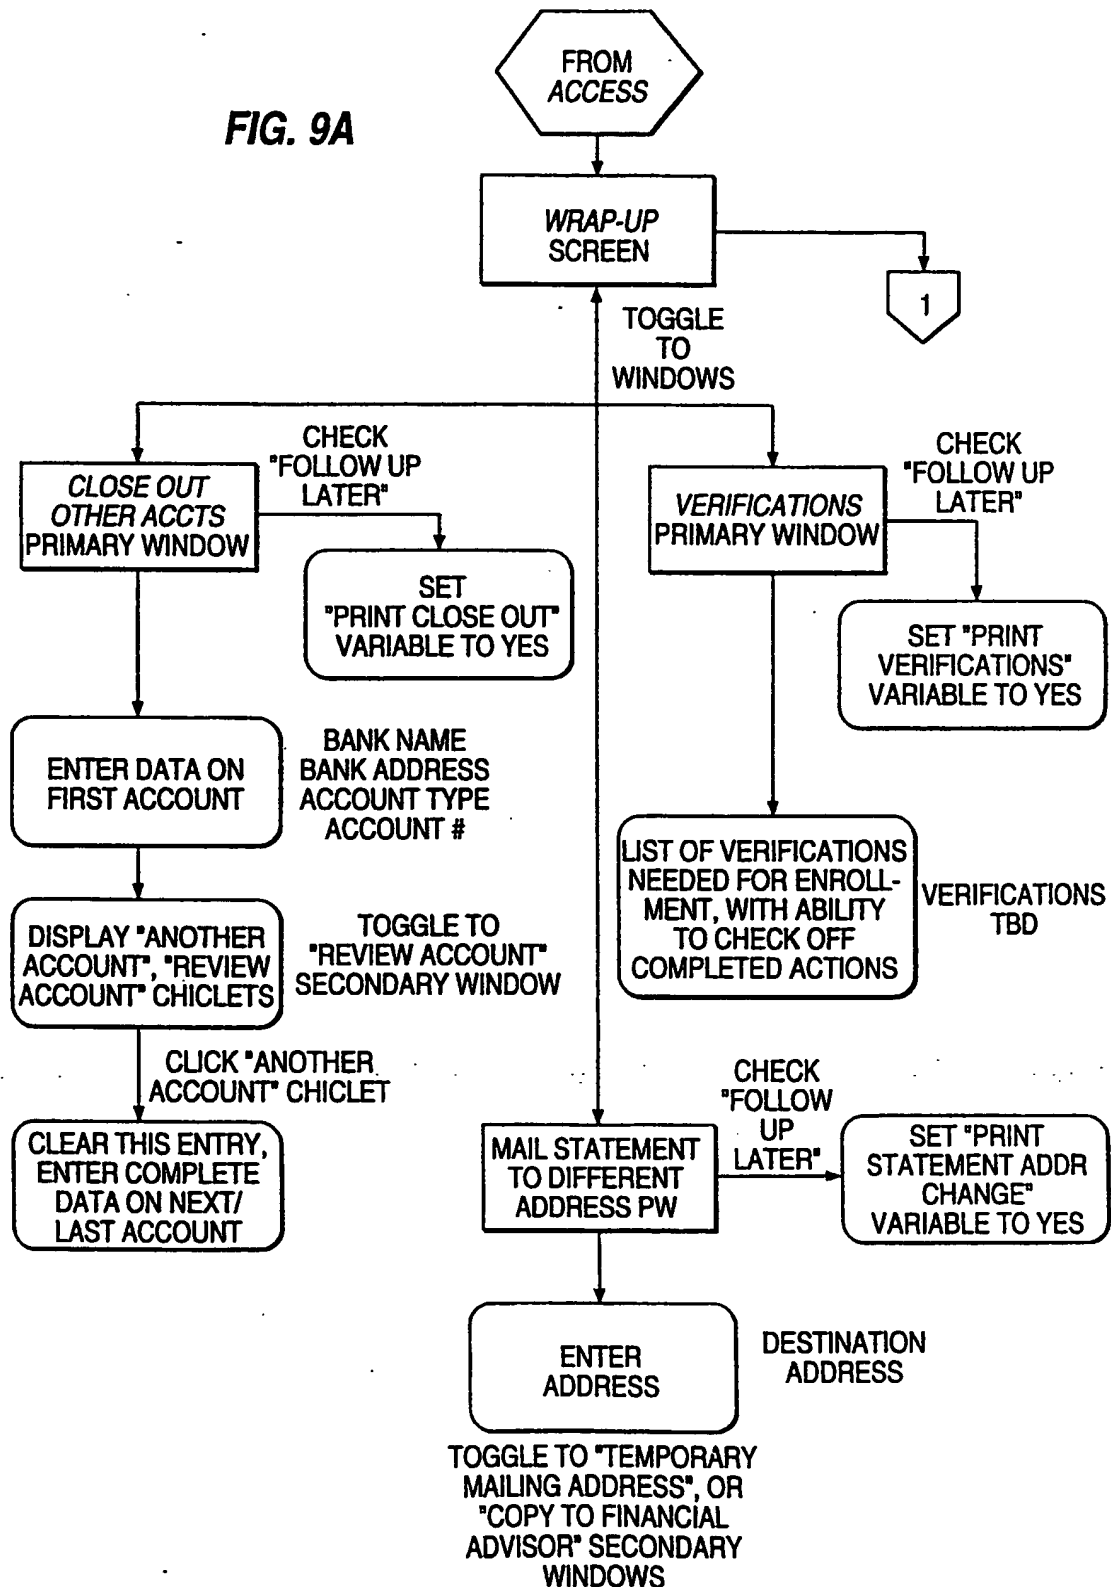 FROM
ACCESS
FIG. 9A
WRAP-UP
SCREEN
1
TOGGLE
TO
WINDOWS
CLOSE OUT
OTHER ACCTS
PRIMARY WINDOW
CHECK
"FOLLOW UP
LATER"
SET
"PRINT CLOSE OUT"
VARIABLE TO YES
VERIFICATIONS
PRIMARY WINDOW
CHECK
"FOLLOW UP
LATER"
SET "PRINT
VERIFICATIONS"
VARIABLE TO YES
ENTER DATA ON
FIRST ACCOUNT
BANK NAME
BANK ADDRESS
ACCOUNT TYPE
ACCOUNT #
LIST OF VERIFICATIONS
NEEDED FOR ENROLL-
MENT, WITH ABILITY
TO CHECK OFF
COMPLETED ACTIONS
VERIFICATIONS
TBD
DISPLAY "ANOTHER
ACCOUNT", "REVIEW
ACCOUNT" CHICLETS
TOGGLE TO
"REVIEW ACCOUNT"
SECONDARY WINDOW
CLICK "ANOTHER
ACCOUNT" CHICLET
CLEAR THIS ENTRY,
ENTER COMPLETE
DATA ON NEXT/
LAST ACCOUNT
MAIL STATEMENT
TO DIFFERENT
ADDRESS PW
CHECK
"FOLLOW
UP
LATER"
SET "PRINT
STATEMENT ADDR
CHANGE"
VARIABLE TO YES
ENTER
ADDRESS
DESTINATION
ADDRESS
TOGGLE TO "TEMPORARY
MAILING ADDRESS", OR
"COPY TO FINANCIAL
ADVISOR" SECONDARY
WINDOWS